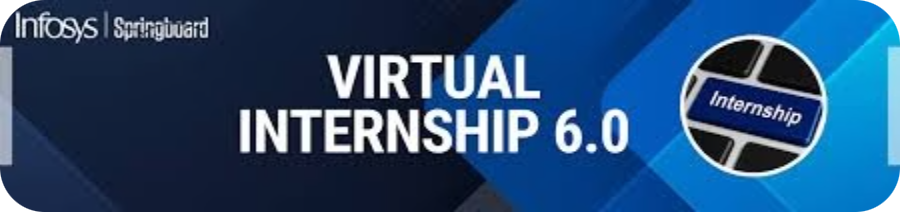 Infosys | Springboard
VIRTUAL
INTERNSHIP 6.0
Internship